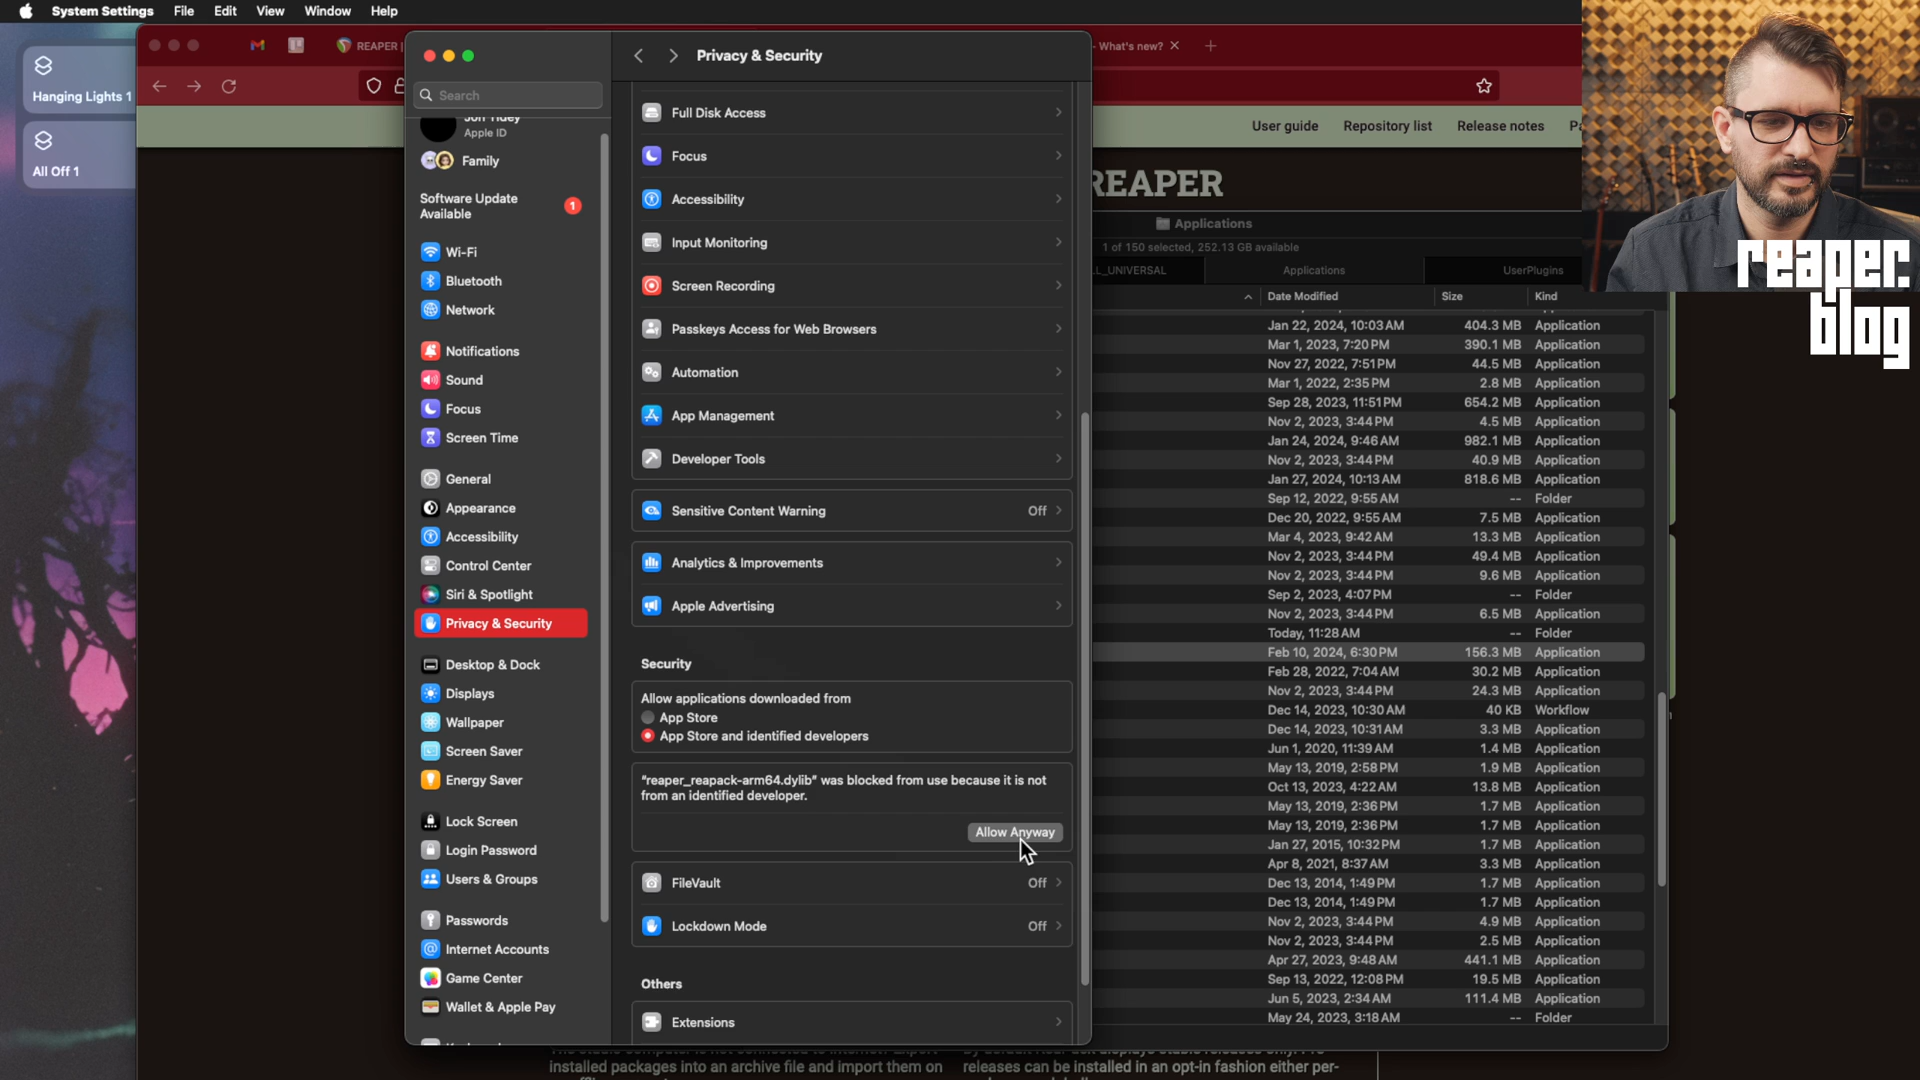 System Settings File Edit View Window Help
Hanging Lights 1
All Off 1
REAPER |
- What's new?
User guide Repository list Release notes
REAPER
Applications
1 of 150 selected, 252.13 GB available
LL_UNIVERSAL Applications UserPlugins
Date Modified Size Kind
Jan 22, 2024, 10:03 AM 404.3 MB Application
Mar 1, 2023, 7:20 PM 390.1 MB Application
Nov 27, 2022, 7:51 PM 44.5 MB Application
Mar 1, 2022, 2:35 PM 2.8 MB Application
Sep 28, 2023, 11:51 PM 654.2 MB Application
Nov 2, 2023, 3:44 PM 4.5 MB Application
Jan 24, 2024, 9:46 AM 982.1 MB Application
Nov 2, 2023, 3:44 PM 40.9 MB Application
Jan 27, 2024, 10:13 AM 818.6 MB Application
Sep 12, 2022, 9:55 AM -- Folder
Dec 20, 2022, 9:55 AM 7.5 MB Application
Mar 4, 2023, 9:42 AM 13.3 MB Application
Nov 2, 2023, 3:44 PM 49.4 MB Application
Nov 2, 2023, 3:44 PM 9.6 MB Application
Sep 2, 2023, 4:07 PM -- Folder
Nov 2, 2023, 3:44 PM 6.5 MB Application
Today, 11:28 AM -- Folder
Feb 10, 2024, 6:30 PM 156.3 MB Application
Feb 28, 2022, 7:04 AM 30.2 MB Application
Nov 2, 2023, 3:44 PM 24.3 MB Application
Dec 14, 2023, 10:30 AM 40 KB Workflow
Dec 14, 2023, 10:31 AM 3.3 MB Application
Jun 1, 2020, 11:39 AM 1.4 MB Application
May 13, 2019, 2:58 PM 1.9 MB Application
Oct 13, 2023, 4:22 AM 13.8 MB Application
May 13, 2019, 2:36 PM 1.7 MB Application
May 13, 2019, 2:36 PM 1.7 MB Application
Jan 27, 2015, 10:32 PM 1.7 MB Application
Apr 8, 2021, 8:37 AM 3.3 MB Application
Dec 13, 2014, 1:49 PM 1.7 MB Application
Dec 13, 2014, 1:49 PM 1.7 MB Application
Nov 2, 2023, 3:44 PM 4.9 MB Application
Nov 2, 2023, 3:44 PM 2.5 MB Application
Apr 27, 2023, 9:48 AM 441.1 MB Application
Sep 13, 2022, 12:08 PM 19.5 MB Application
Jun 5, 2023, 2:34 AM 111.4 MB Application
May 24, 2023, 3:18 AM -- Folder
Search
Jon Tidey
Apple ID
Family
Software Update
Available
1
Wi-Fi
Bluetooth
Network
Notifications
Sound
Focus
Screen Time
General
Appearance
Accessibility
Control Center
Siri & Spotlight
Privacy & Security
Desktop & Dock
Displays
Wallpaper
Screen Saver
Energy Saver
Lock Screen
Login Password
Users & Groups
Passwords
Internet Accounts
Game Center
Wallet & Apple Pay
Privacy & Security
Full Disk Access
Focus
Accessibility
Input Monitoring
Screen Recording
Passkeys Access for Web Browsers
Automation
App Management
Developer Tools
Sensitive Content Warning Off
Analytics & Improvements
Apple Advertising
Security
Allow applications downloaded from
App Store
App Store and identified developers
"reaper_reapack-arm64.dylib" was blocked from use because it is not
from an identified developer.
Allow Anyway
FileVault Off
Lockdown Mode Off
Others
Extensions
installed packages into an archive file and import them on
releases can be installed in an opt-in fashion either per-
reaper.
blog